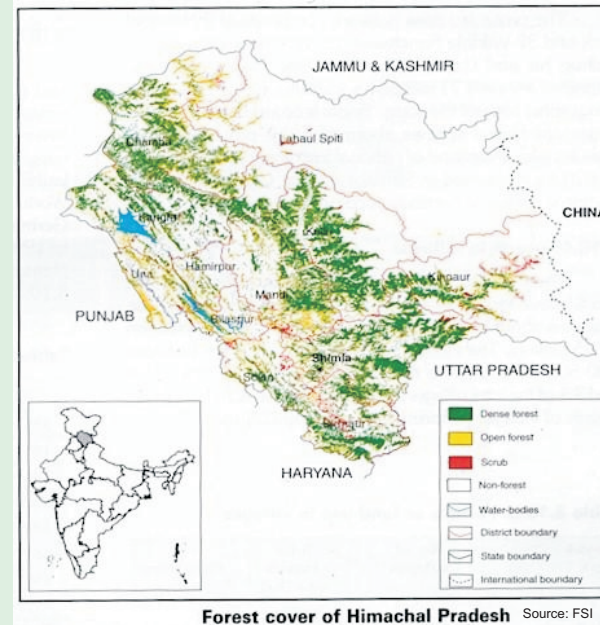 JAMMU & KASHMIR
Lahaul Spiti
Chamba
CHINA
Kangra
Kullu
Una
Hamirpur
Kinnaur
Mandi
PUNJAB
Bilaspur
Shimla
UTTAR PRADESH
Solan
Sirmaur
HARYANA
Dense forest
Open forest
Scrub
Non-forest
Water-bodies
District boundary
State boundary
International boundary
Forest cover of Himachal Pradesh Source: FSI